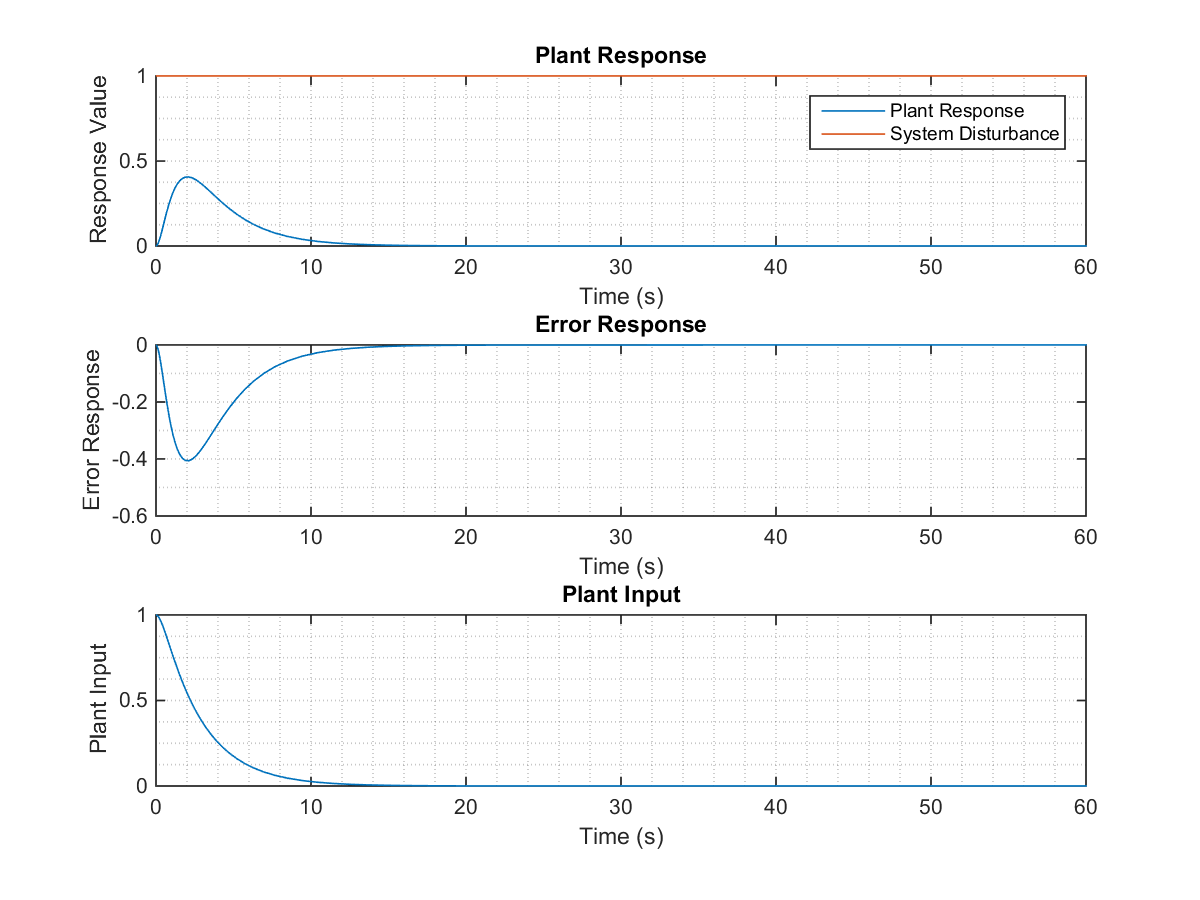 Plant Response
1
0.5
0
Response Value
Plant Response
System Disturbance
0 10 20 30 40 50 60
Time (s)
Error Response
0
-0.2
-0.4
-0.6
Error Response
0 10 20 30 40 50 60
Time (s)
Plant Input
1
0.5
0
Plant Input
0 10 20 30 40 50 60
Time (s)